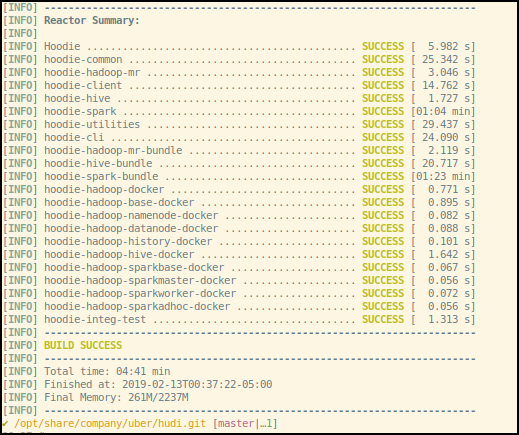 [INFO] ------------------------------------------------------------------------
[INFO] Reactor Summary:
[INFO]
[INFO] Hoodie ............................................. SUCCESS [  5.982 s]
[INFO] hoodie-common ...................................... SUCCESS [ 25.342 s]
[INFO] hoodie-hadoop-mr ................................... SUCCESS [  3.046 s]
[INFO] hoodie-client ...................................... SUCCESS [ 14.762 s]
[INFO] hoodie-hive ........................................ SUCCESS [  1.727 s]
[INFO] hoodie-spark ....................................... SUCCESS [01:04 min]
[INFO] hoodie-utilities ................................... SUCCESS [ 29.437 s]
[INFO] hoodie-cli ......................................... SUCCESS [ 24.090 s]
[INFO] hoodie-hadoop-mr-bundle ............................ SUCCESS [  2.119 s]
[INFO] hoodie-hive-bundle ................................. SUCCESS [ 20.717 s]
[INFO] hoodie-spark-bundle ................................ SUCCESS [01:23 min]
[INFO] hoodie-hadoop-docker ............................... SUCCESS [  0.771 s]
[INFO] hoodie-hadoop-base-docker .......................... SUCCESS [  0.895 s]
[INFO] hoodie-hadoop-namenode-docker ...................... SUCCESS [  0.082 s]
[INFO] hoodie-hadoop-datanode-docker ...................... SUCCESS [  0.088 s]
[INFO] hoodie-hadoop-history-docker ....................... SUCCESS [  0.101 s]
[INFO] hoodie-hadoop-hive-docker .......................... SUCCESS [  1.642 s]
[INFO] hoodie-hadoop-sparkbase-docker ..................... SUCCESS [  0.067 s]
[INFO] hoodie-hadoop-sparkmaster-docker ................... SUCCESS [  0.056 s]
[INFO] hoodie-hadoop-sparkworker-docker ................... SUCCESS [  0.072 s]
[INFO] hoodie-hadoop-sparkadhoc-docker .................... SUCCESS [  0.056 s]
[INFO] hoodie-integ-test .................................. SUCCESS [  1.313 s]
[INFO] ------------------------------------------------------------------------
[INFO] BUILD SUCCESS
[INFO] ------------------------------------------------------------------------
[INFO] Total time: 04:41 min
[INFO] Finished at: 2019-02-13T00:37:22-05:00
[INFO] Final Memory: 261M/2237M
[INFO] ------------------------------------------------------------------------
✔ /opt/share/company/uber/hudi.git [master|…1]